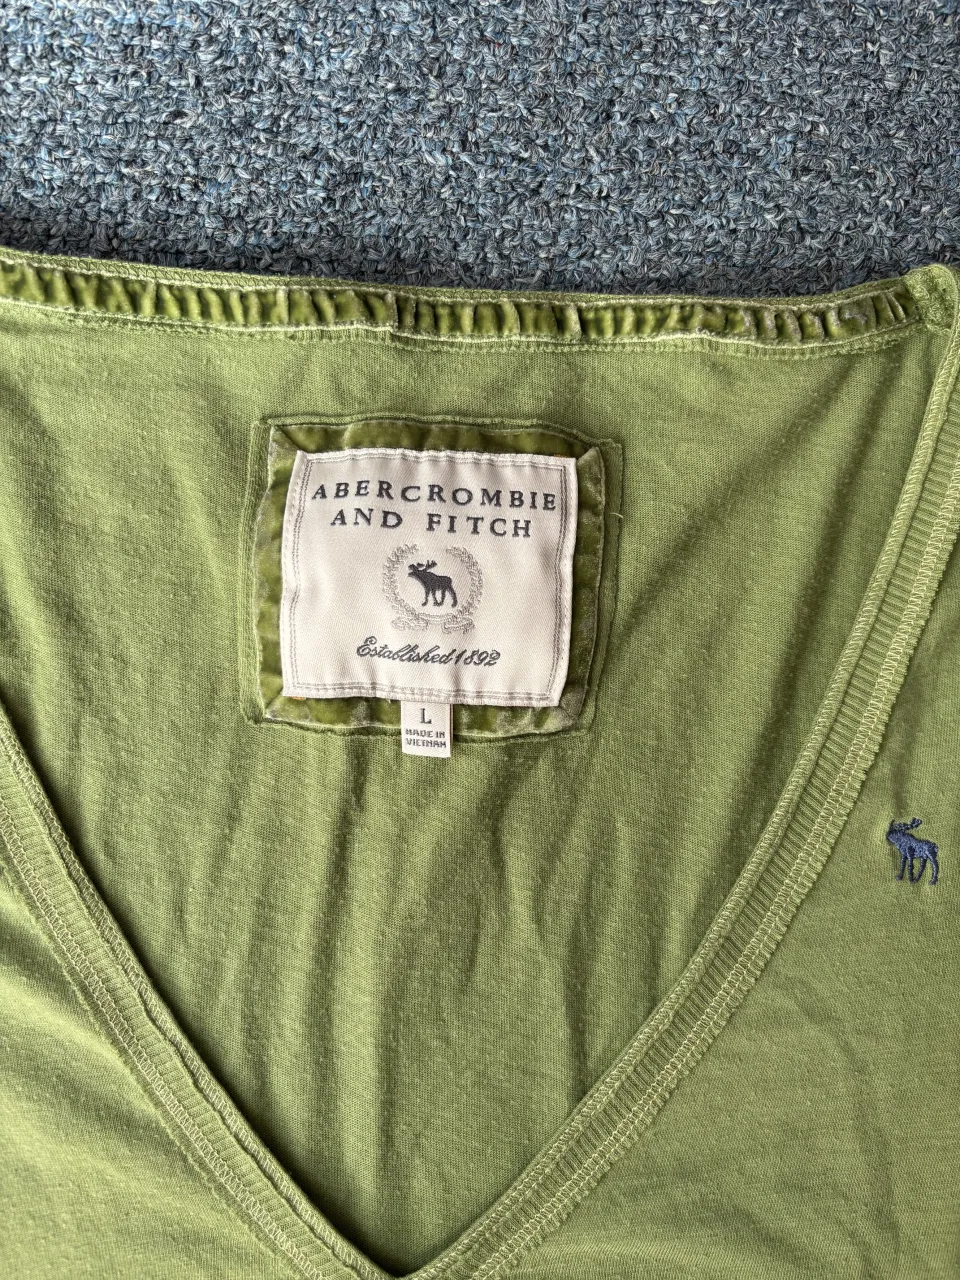 ABERCROMBIE
AND FITCH
Established 1892
L
MADE IN
VIETNAM